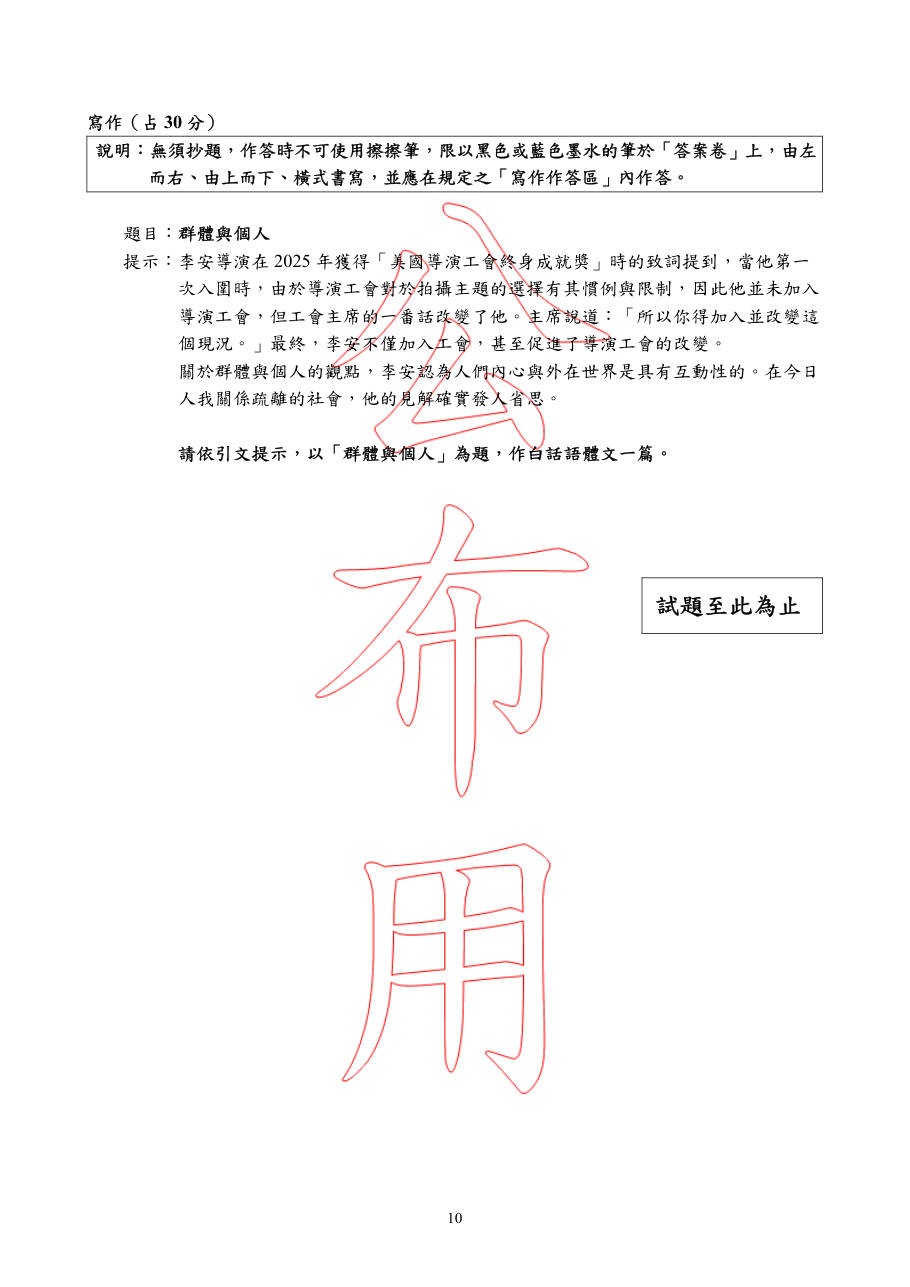 寫作（占 30 分）
說明：無須抄題，作答時不可使用擦擦筆，限以黑色或藍色墨水的筆於「答案卷」上，由左
而右、由上而下、橫式書寫，並應在規定之「寫作作答區」內作答。
題目：群體與個人
提示：李安導演在 2025 年獲得「美國導演工會終身成就獎」時的致詞提到，當他第一
次入圍時，由於導演工會對於拍攝主題的選擇有其慣例與限制，因此他並未加入
導演工會，但工會主席的一番話改變了他。主席說道：「所以你得加入並改變這
個現況。」最終，李安不僅加入工會，甚至促進了導演工會的改變。
關於群體與個人的觀點，李安認為人們內心與外在世界是具有互動性的。在今日
人我關係疏離的社會，他的見解確實發人省思。
請依引文提示，以「群體與個人」為題，作白話語體文一篇。
試題至此為止
公
布
用
10